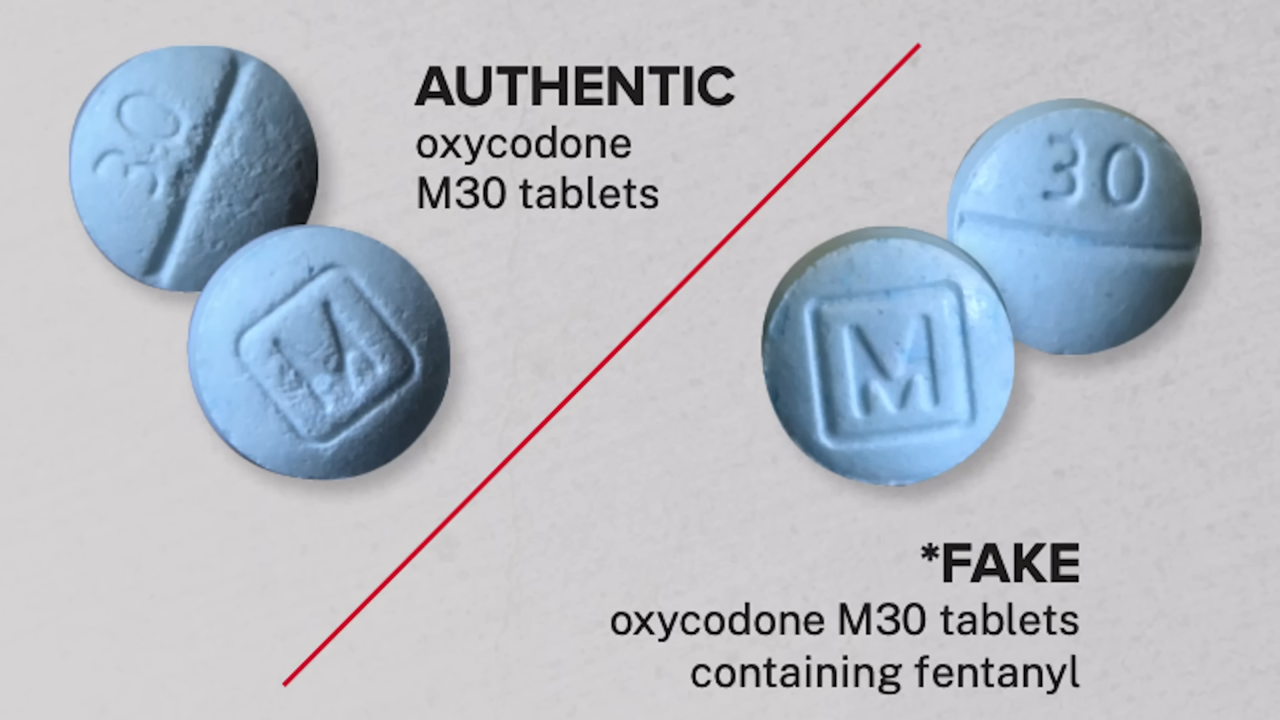 AUTHENTIC
oxycodone
M30 tablets
30
M
30
M
*FAKE
oxycodone M30 tablets
containing fentanyl